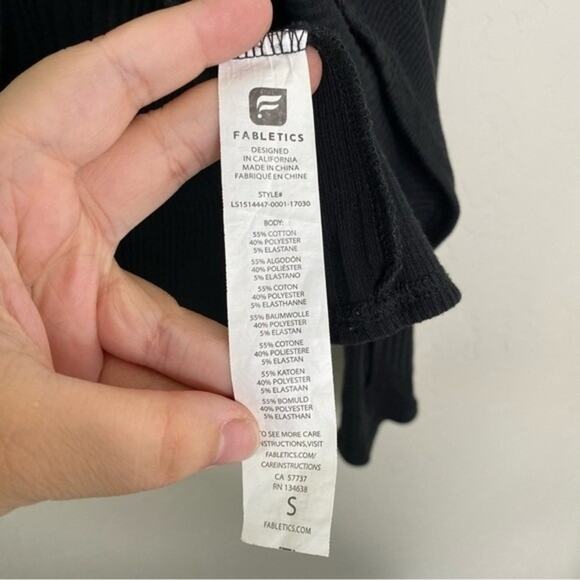 FABLETICS
DESIGNED
IN CALIFORNIA
MADE IN CHINA
FABRIQUÉ EN CHINE
STYLE#
LS1514447-0001-17030
BODY:
55% COTTON
40% POLYESTER
5% ELASTANE
55% ALGODÓN
40% POLIÉSTER
5% ELASTANO
55% COTON
40% POLYESTER
5% ELASTHANNE
55% BAUMWOLLE
40% POLYESTER
5% ELASTAN
55% COTONE
40% POLIESTERE
5% ELASTAN
55% KATOEN
40% POLYESTER
5% ELASTAAN
55% BOMULD
40% POLYESTER
5% ELASTHAN
TO SEE MORE CARE
INSTRUCTIONS,VISIT
FABLETICS.COM/
CAREINSTRUCTIONS
CA 57737
RN 134638
S
FABLETICS.COM